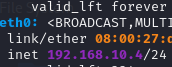 valid_lft forever
eth0: <BROADCAST,MULTI
link/ether 08:00:27:
inet 192.168.10.4/24